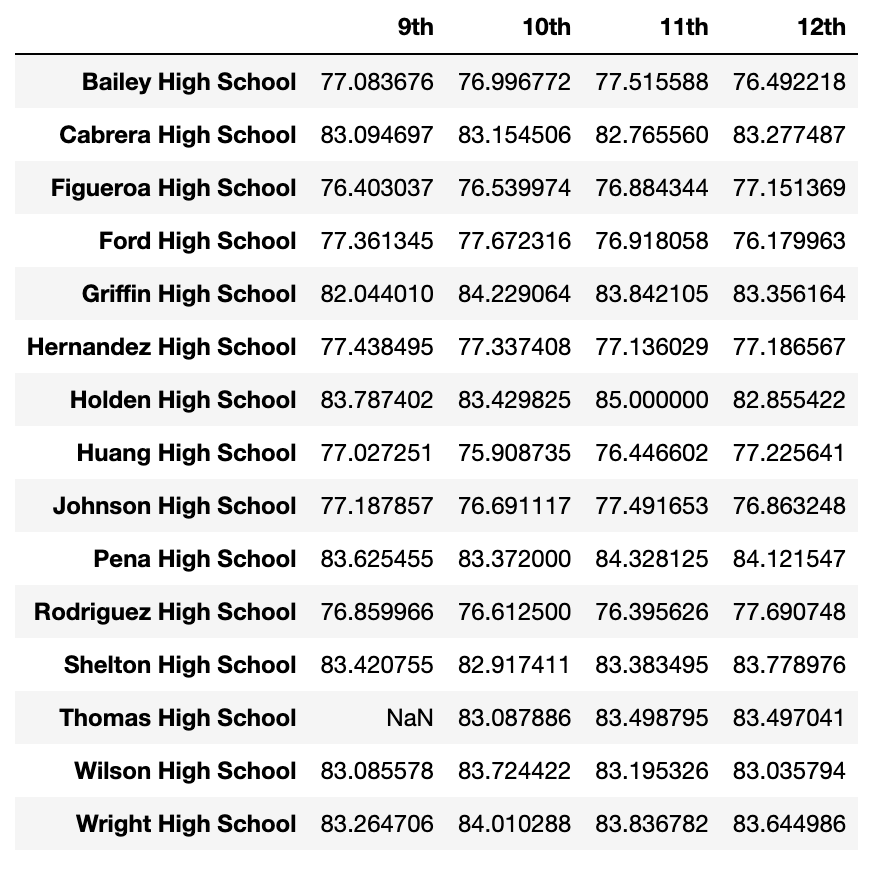 9th 10th 11th 12th
Bailey High School 77.083676 76.996772 77.515588 76.492218
Cabrera High School 83.094697 83.154506 82.765560 83.277487
Figueroa High School 76.403037 76.539974 76.884344 77.151369
Ford High School 77.361345 77.672316 76.918058 76.179963
Griffin High School 82.044010 84.229064 83.842105 83.356164
Hernandez High School 77.438495 77.337408 77.136029 77.186567
Holden High School 83.787402 83.429825 85.000000 82.855422
Huang High School 77.027251 75.908735 76.446602 77.225641
Johnson High School 77.187857 76.691117 77.491653 76.863248
Pena High School 83.625455 83.372000 84.328125 84.121547
Rodriguez High School 76.859966 76.612500 76.395626 77.690748
Shelton High School 83.420755 82.917411 83.383495 83.778976
Thomas High School NaN 83.087886 83.498795 83.497041
Wilson High School 83.085578 83.724422 83.195326 83.035794
Wright High School 83.264706 84.010288 83.836782 83.644986